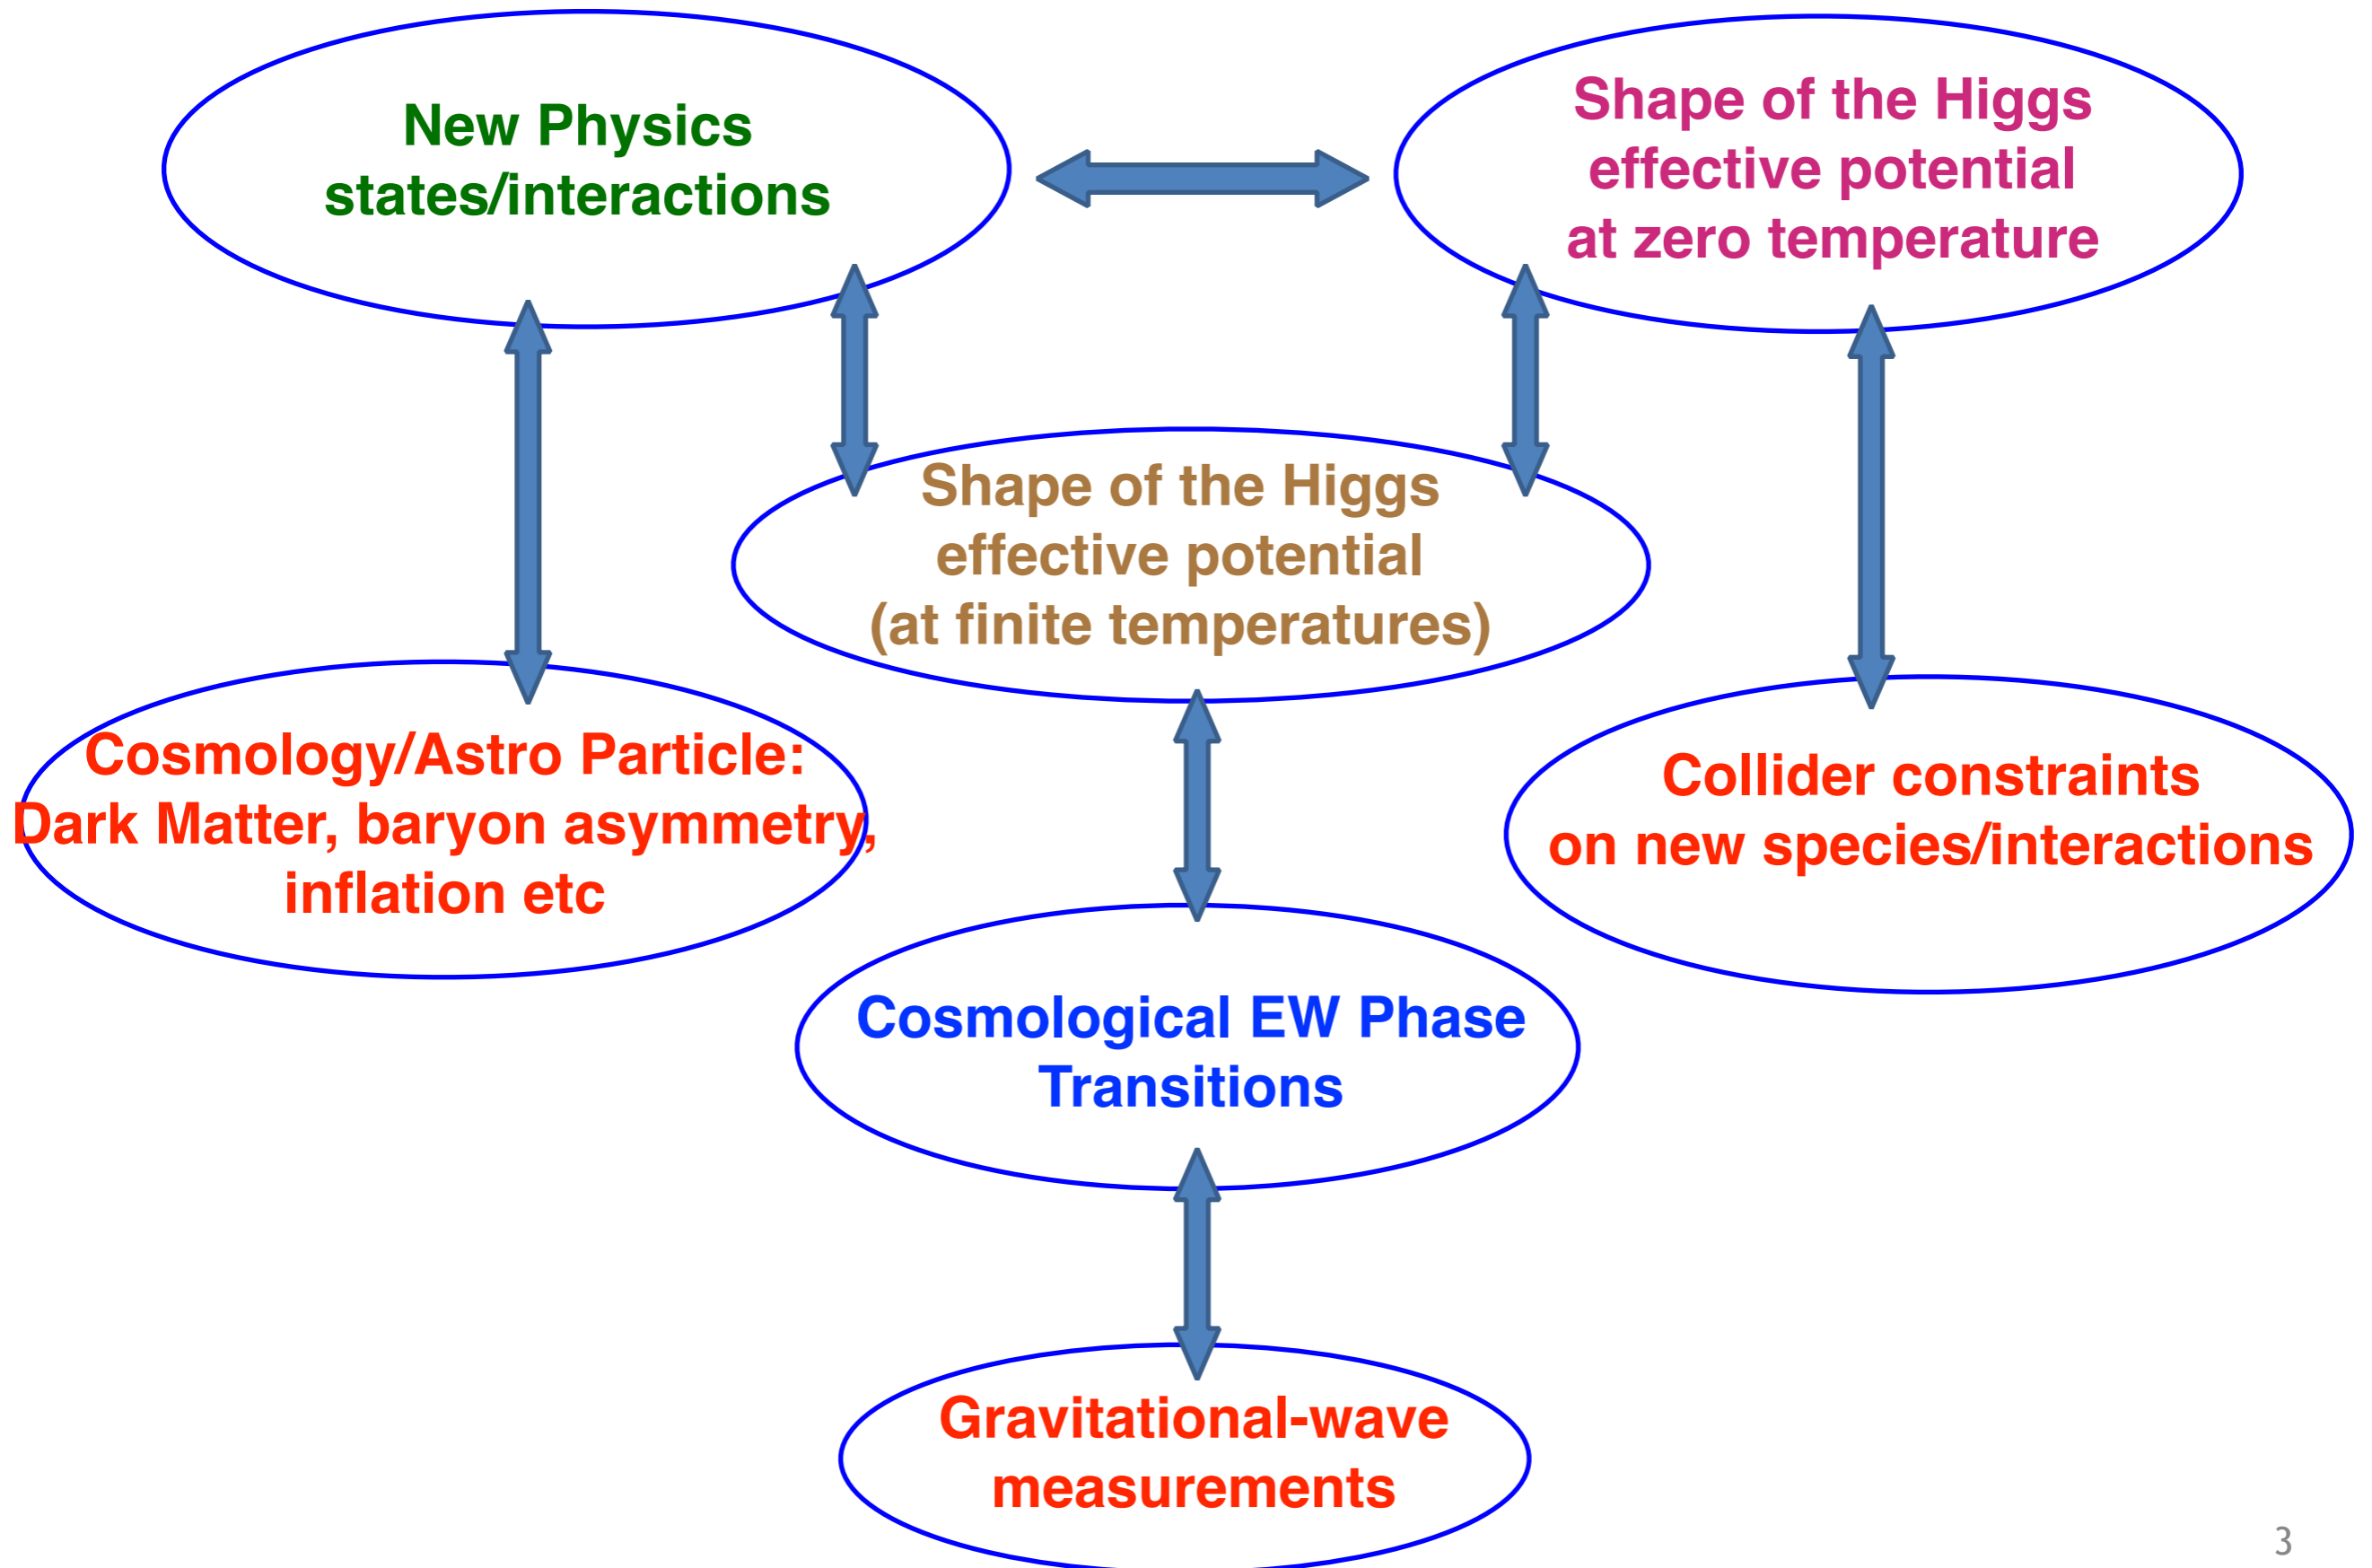 New Physics
states/interactions
Shape of the Higgs
effective potential
at zero temperature
Shape of the Higgs
effective potential
(at finite temperatures)
Cosmology/Astro Particle:
Dark Matter, baryon asymmetry,
inflation etc
Collider constraints
on new species/interactions
Cosmological EW Phase
Transitions
Gravitational-wave
measurements
3